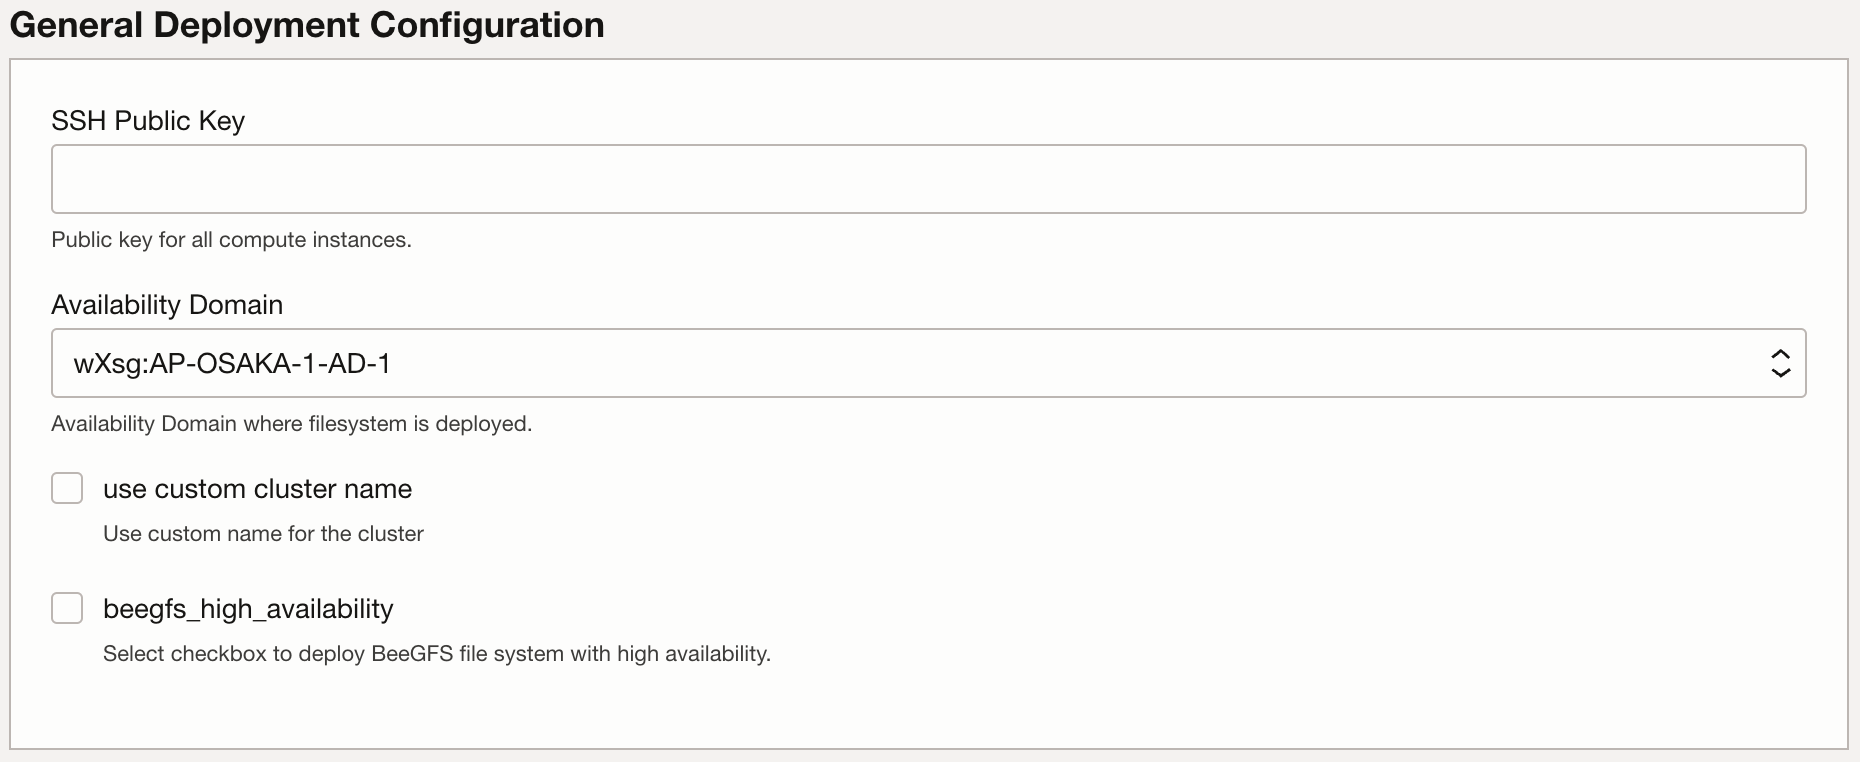 General Deployment Configuration
SSH Public Key
Public key for all compute instances.
Availability Domain
wXsg:AP-OSAKA-1-AD-1
Availability Domain where filesystem is deployed.
use custom cluster name
Use custom name for the cluster
beegfs_high_availability
Select checkbox to deploy BeeGFS file system with high availability.